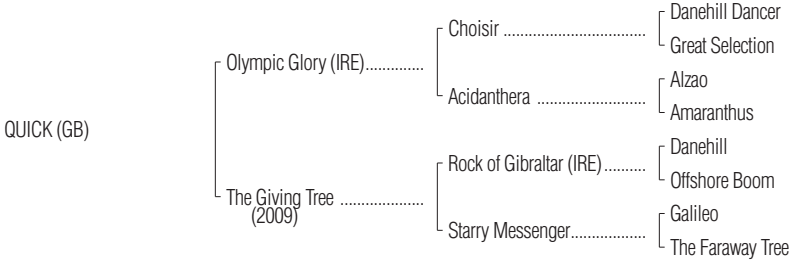 Danehill Dancer
Choisir ................................
Great Selection
Olympic Glory (IRE)..............
Alzao
Acidanthera ........................
Amaranthus
QUICK (GB)
Danehill
Rock of Gibraltar (IRE) ..........
Offshore Boom
The Giving Tree ....................
(2009)
Galileo
Starry Messenger..................
The Faraway Tree